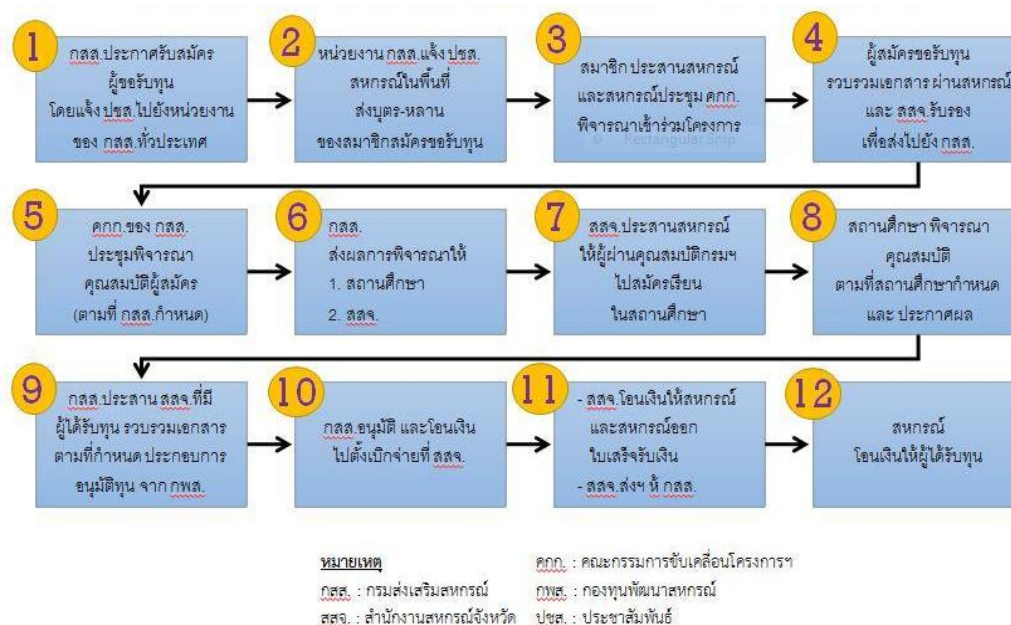 1
กสส.ประกาศรับสมัคร
ผู้ขอรับทุน
โดยแจ้ง ปชส.ไปยังหน่วยงาน
ของ กสส.ทั่วประเทศ
2
หน่วยงาน กสส.แจ้ง ปชส.
สหกรณ์ในพื้นที่
ส่งบุตร-หลาน
ของสมาชิกสมัครขอรับทุน
3
สมาชิก ประสานสหกรณ์
และสหกรณ์ประชุม คกก.
พิจารณาเข้าร่วมโครงการ
Rectangular Snip
4
ผู้สมัครขอรับทุน
รวบรวมเอกสาร ผ่านสหกรณ์
และ สสจ.รับรอง
เพื่อส่งไปยัง กสส.
5
คกก.ของ กสส.
ประชุมพิจารณา
คุณสมบัติผู้สมัคร
(ตามที่ กสส.กำหนด)
6
กสส.
ส่งผลการพิจารณาให้
1. สถานศึกษา
2. สสจ.
7
สสจ.ประสานสหกรณ์
ให้ผู้ผ่านคุณสมบัติกรมฯ
ไปสมัครเรียน
ในสถานศึกษา
8
สถานศึกษา พิจารณา
คุณสมบัติ
ตามที่สถานศึกษากำหนด
และ ประกาศผล
9
กสส.ประสาน สสจ.ที่มี
ผู้ได้รับทุน รวบรวมเอกสาร
ตามที่กำหนด ประกอบการ
อนุมัติทุน จาก กพส.
10
กสส.อนุมัติ และโอนเงิน
ไปตั้งเบิกจ่ายที่ สสจ.
11
- สสจ.โอนเงินให้สหกรณ์
และสหกรณ์ออก
ใบเสร็จรับเงิน
- สสจ.ส่งฯ ห้ กสส.
12
สหกรณ์
โอนเงินให้ผู้ได้รับทุน
หมายเหตุ
คกก. : คณะกรรมการขับเคลื่อนโครงการฯ
กสส. : กรมส่งเสริมสหกรณ์
กพส. : กองทุนพัฒนาสหกรณ์
สสจ. : สำนักงานสหกรณ์จังหวัด
ปชส. : ประชาสัมพันธ์